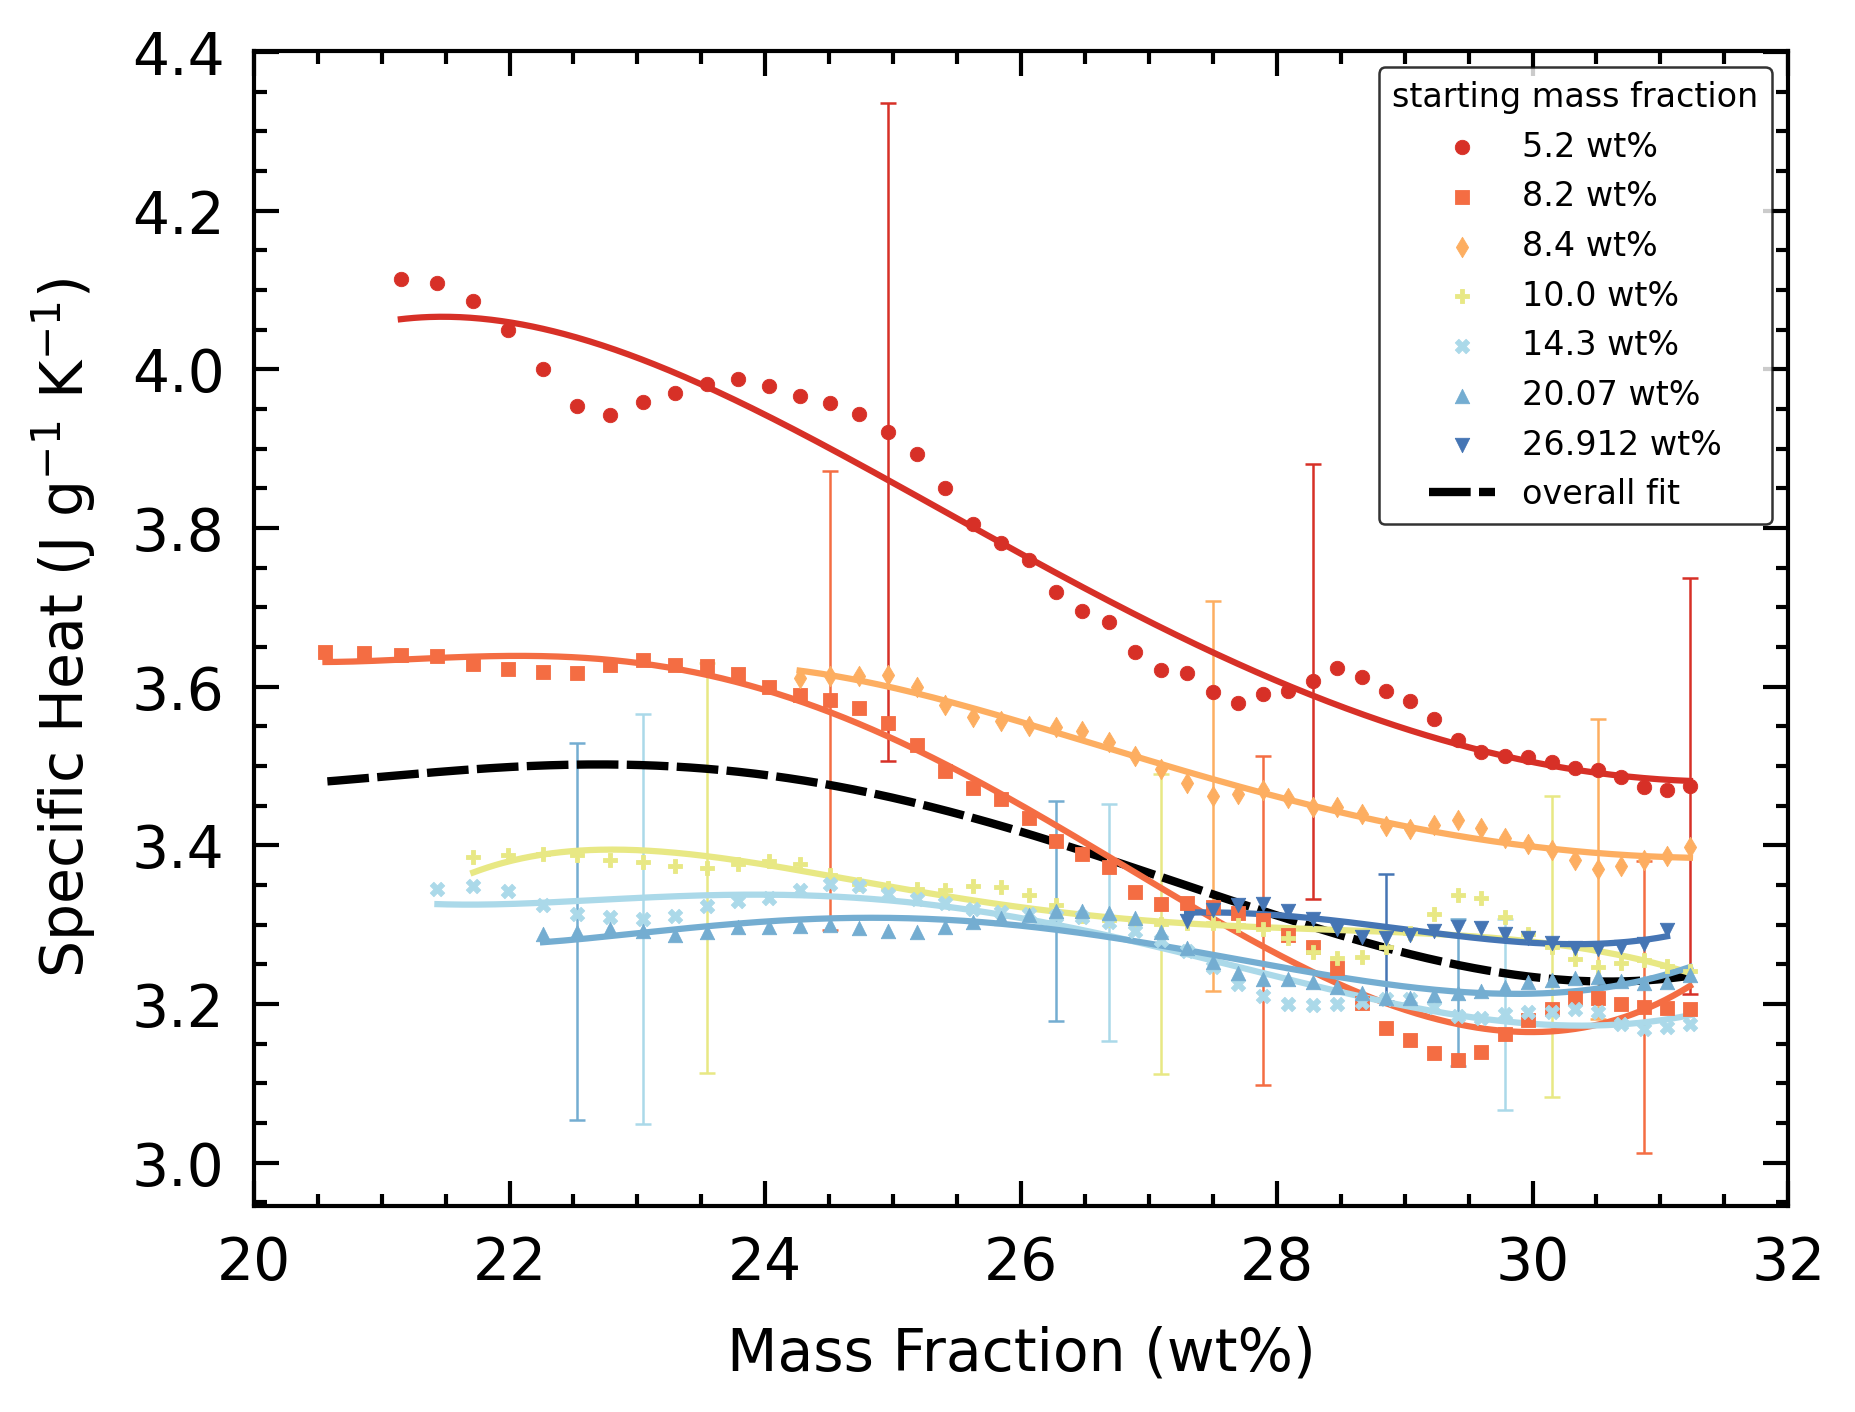 4.4
4.2
4.0
3.8
3.6
3.4
3.2
3.0
Specific Heat (J g⁻¹ K⁻¹)
starting mass fraction
5.2 wt%
8.2 wt%
8.4 wt%
10.0 wt%
14.3 wt%
20.07 wt%
26.912 wt%
overall fit
20 22 24 26 28 30 32
Mass Fraction (wt%)